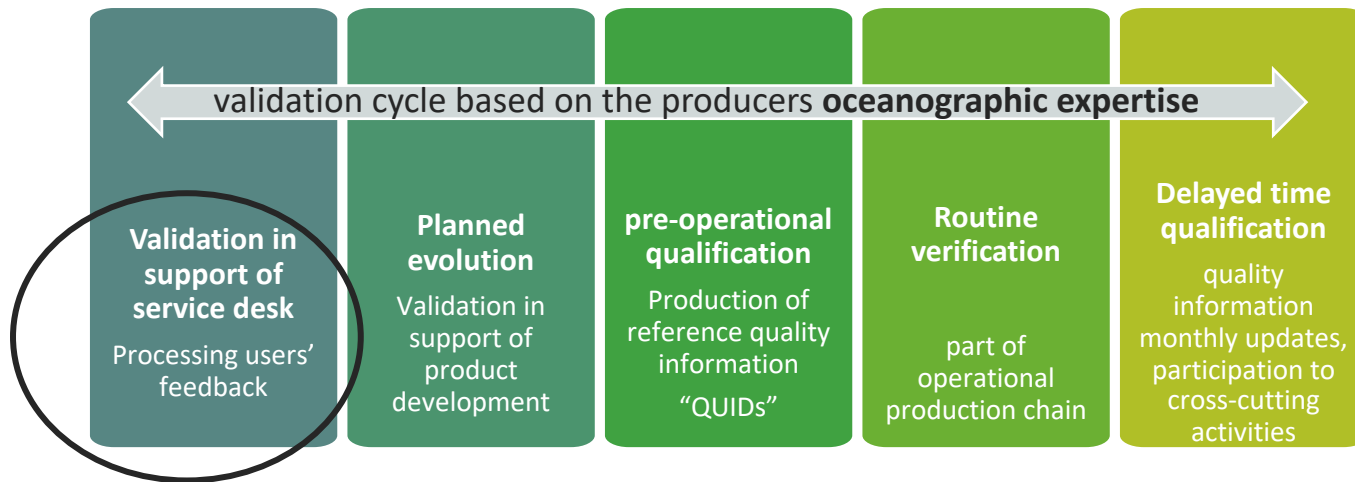 validation cycle based on the producers oceanographic expertise
Validation in
support of
service desk
Processing users’
feedback
Planned
evolution
Validation in
support of
product
development
pre-operational
qualification
Production of
reference quality
information
“QUIDs”
Routine
verification
part of
operational
production chain
Delayed time
qualification
quality
information
monthly updates,
participation to
cross-cutting
activities